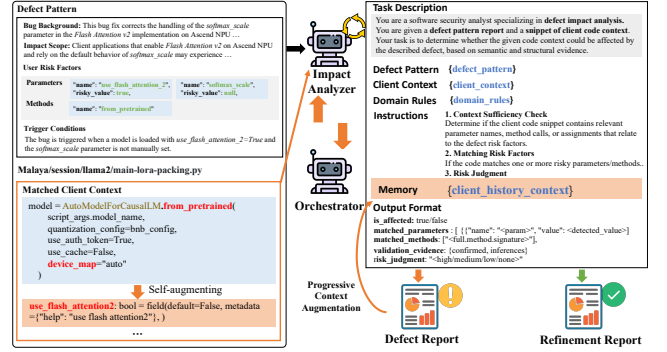 Defect Pattern
Bug Background: This bug fix corrects the handling of the softmax_scale
parameter in the Flash Attention v2 implementation on Ascend NPU
Impact Scope: Client applications that enable Flash Attention v2 on Ascend NPU
and rely on the default behavior of softmax_scale may experience ...
User Risk Factors
Parameters
"name": "use_flash_attention_2",
"risky_value": true,
"name": "softmax_scale",
"risky_value": null,
Methods
"name": "from_pretrained"
Trigger Conditions
The bug is triggered when a model is loaded with use_flash_attention_2=True and
the softmax_scale parameter is not manually set.
Malaya/session/llama2/main-lora-packing.py
Matched Client Context
model = AutoModelForCausalLM.from_pretrained(
script_args.model_name,
quantization_config=bnb_config,
use_auth_token=True,
use_cache=False,
device_map="auto"
)
Self-augmenting
use_flash_attention2: bool = field(default=False, metadata
={"help": "use flash attention2"}, )
...
Impact
Analyzer
Orchestrator
Progressive
Context
Augmentation
Task Description
You are a software security analyst specializing in defect impact analysis.
You are given a defect pattern report and a snippet of client code context.
Your task is to determine whether the given code context could be affected by
the described defect, based on semantic and structural evidence.
Defect Pattern {defect_pattern}
Client Context {client_context}
Domain Rules {domain_rules}
Instructions 1. Context Sufficiency Check
Determine if the client code snippet contains relevant
parameter names, method calls, or assignments that relate
to the defect risk factors.
2. Matching Risk Factors
If the code matches one or more risky parameters/methods..
3. Risk Judgment
Memory {client_history_context}
Output Format
is_affected: true/false
matched_parameters : [ {{"name": "<param>", "value": <detected_value>]
matched_methods: ["<full.method.signature>"],
validation_evidence: {confirmed, inferences}
risk_judgment: "<high/medium/low/none>"
Defect Report
Refinement Report